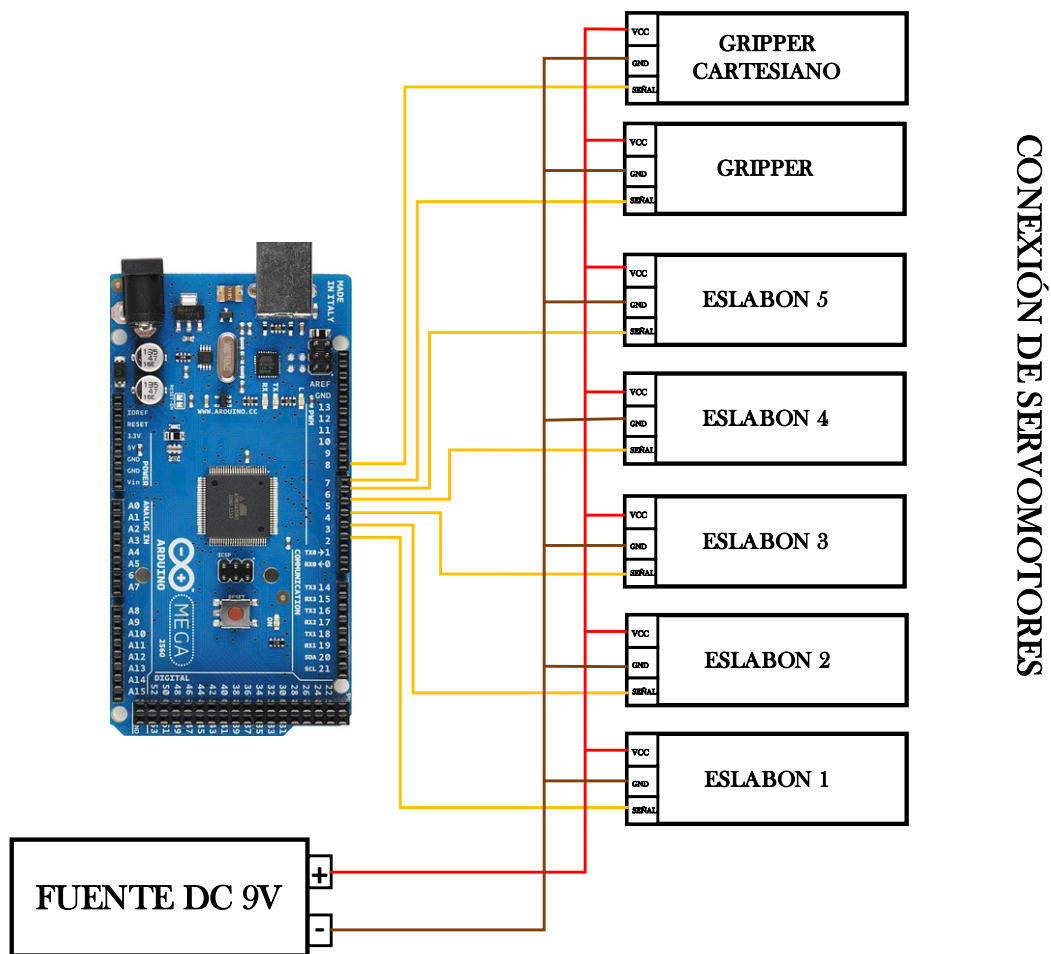 VCC
GND
SEÑAL
GRIPPER
CARTESIANO
VCC
GND
SEÑAL
GRIPPER
VCC
GND
SEÑAL
ESLABON 5
VCC
GND
SEÑAL
ESLABON 4
VCC
GND
SEÑAL
ESLABON 3
VCC
GND
SEÑAL
ESLABON 2
VCC
GND
SEÑAL
ESLABON 1
CONEXIÓN DE SERVOMOTORES
FUENTE DC 9V
+
-
MADE
IN ITALY
RX
TX
L
WWW.ARDUINO.CC
AREF
GND
13
12
11
10
9
8
7
6
5
4
3
2
TX0→1
RX0←0
PWM
COMMUNICATION
TX3 14
RX3 15
TX2 16
RX2 17
TX1 18
RX1 19
SDA 20
SCL 21
IOREF
RESET
3.3V
5V
GND
GND
Vin
POWER
ANALOG IN
A0
A1
A2
A3
A4
A5
6
A7
A8
A9
A10
A11
A12
A13
A14
A15
ARDUINO
MEGA
2560
ICSP
RESET
ON
DIGITAL